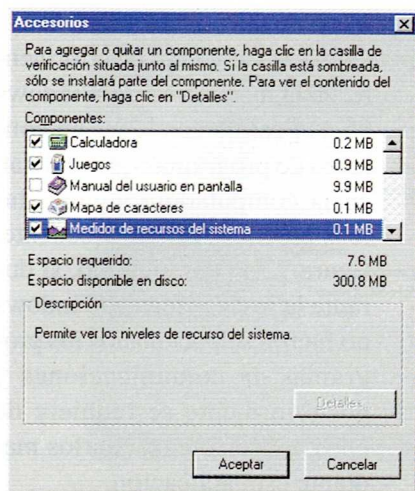 Accesorios
Para agregar o quitar un componente, haga clic en la casilla de
verificación situada junto al mismo. Si la casilla está sombreada,
sólo se instalará parte del componente. Para ver el contenido del
componente, haga clic en "Detalles".
Componentes:
Calculadora 0.2 MB
Juegos 0.9 MB
Manual del usuario en pantalla 9.9 MB
Mapa de caracteres 0.1 MB
Medidor de recursos del sistema 0.1 MB
Espacio requerido: 7.6 MB
Espacio disponible en disco: 300.8 MB
Descripción
Permite ver los niveles de recurso del sistema.
Detalles...
Aceptar
Cancelar